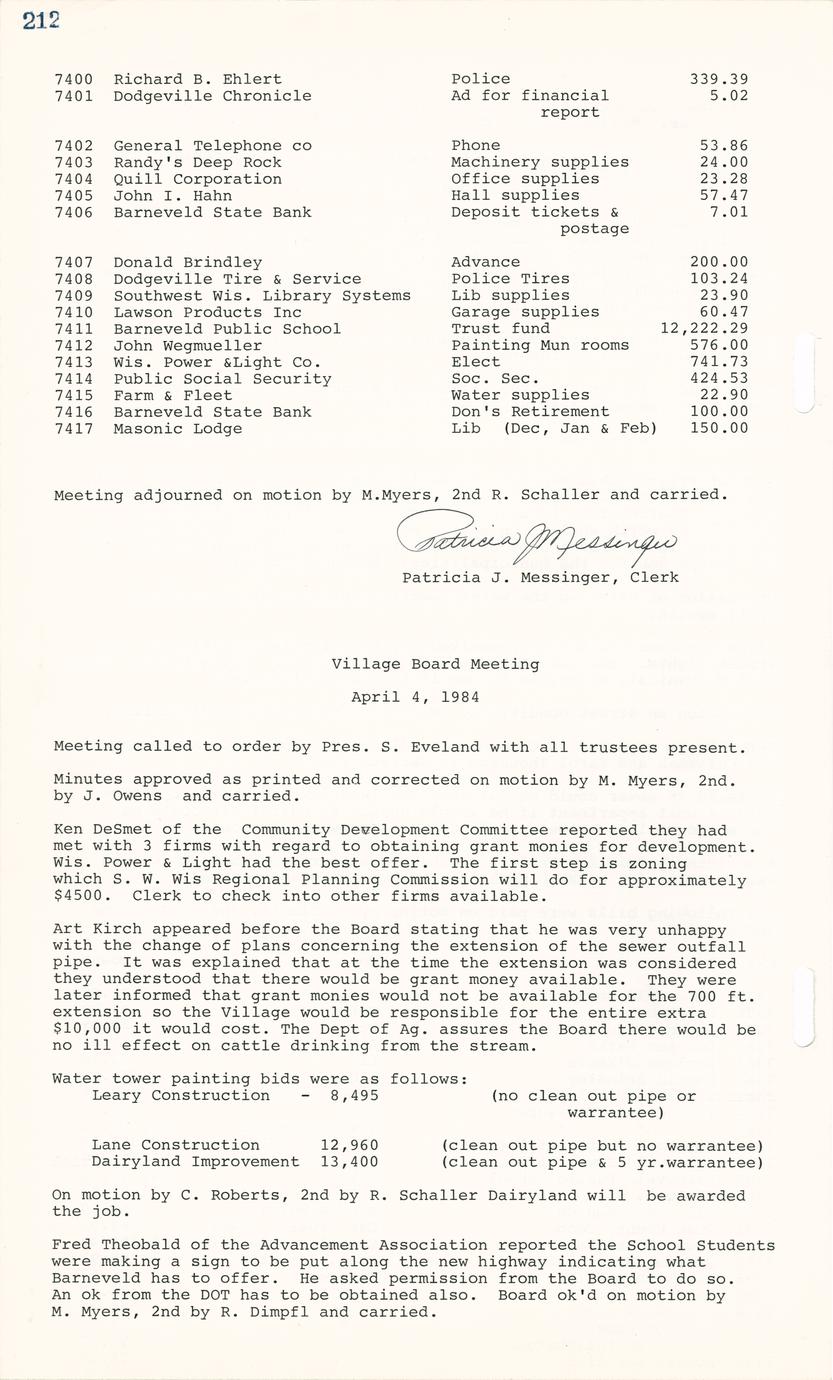 212
7400 Richard B. Ehlert Police 339.39
7401 Dodgeville Chronicle Ad for financial 5.02
report
7402 General Telephone co Phone 53.86
7403 Randy's Deep Rock Machinery supplies 24.00
7404 Quill Corporation Office supplies 23.28
7405 John I. Hahn Hall supplies 57.47
7406 Barneveld State Bank Deposit tickets & 7.01
postage
7407 Donald Brindley Advance 200.00
7408 Dodgeville Tire & Service Police Tires 103.24
7409 Southwest Wis. Library Systems Lib supplies 23.90
7410 Lawson Products Inc Garage supplies 60.47
7411 Barneveld Public School Trust fund 12,222.29
7412 John Wegmueller Painting Mun rooms 576.00
7413 Wis. Power &Light Co. Elect 741.73
7414 Public Social Security Soc. Sec. 424.53
7415 Farm & Fleet Water supplies 22.90
7416 Barneveld State Bank Don's Retirement 100.00
7417 Masonic Lodge Lib (Dec, Jan & Feb) 150.00
Meeting adjourned on motion by M.Myers, 2nd R. Schaller and carried.
Patricia J Messinger
Patricia J. Messinger, Clerk
Village Board Meeting
April 4, 1984
Meeting called to order by Pres. S. Eveland with all trustees present.
Minutes approved as printed and corrected on motion by M. Myers, 2nd.
by J. Owens and carried.
Ken DeSmet of the Community Development Committee reported they had
met with 3 firms with regard to obtaining grant monies for development.
Wis. Power & Light had the best offer. The first step is zoning
which S. W. Wis Regional Planning Commission will do for approximately
$4500. Clerk to check into other firms available.
Art Kirch appeared before the Board stating that he was very unhappy
with the change of plans concerning the extension of the sewer outfall
pipe. It was explained that at the time the extension was considered
they understood that there would be grant money available. They were
later informed that grant monies would not be available for the 700 ft.
extension so the Village would be responsible for the entire extra
$10,000 it would cost. The Dept of Ag. assures the Board there would be
no ill effect on cattle drinking from the stream.
Water tower painting bids were as follows:
Leary Construction - 8,495 (no clean out pipe or
warrantee)
Lane Construction 12,960 (clean out pipe but no warrantee)
Dairyland Improvement 13,400 (clean out pipe & 5 yr.warrantee)
On motion by C. Roberts, 2nd by R. Schaller Dairyland will be awarded
the job.
Fred Theobald of the Advancement Association reported the School Students
were making a sign to be put along the new highway indicating what
Barneveld has to offer. He asked permission from the Board to do so.
An ok from the DOT has to be obtained also. Board ok'd on motion by
M. Myers, 2nd by R. Dimpfl and carried.